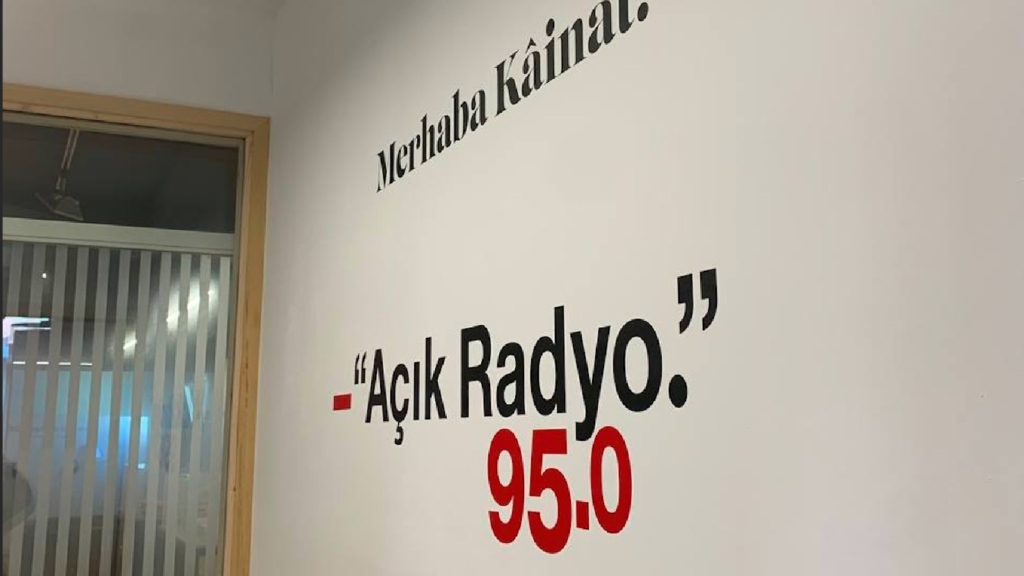 Merhaba Kâinat.
–“Açık Radyo.”
95.0